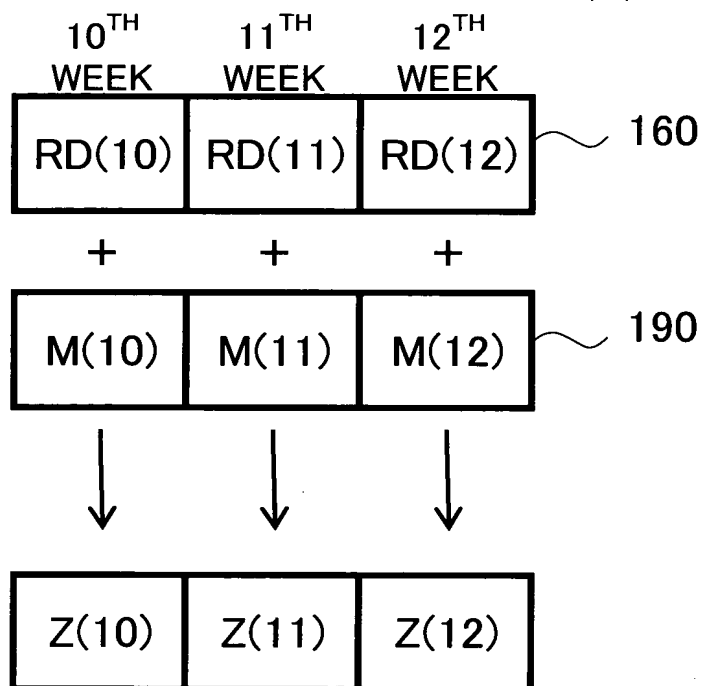 10TH 11TH 12TH
WEEK WEEK WEEK
RD(10) RD(11) RD(12) 160
+ + +
M(10) M(11) M(12) 190
Z(10) Z(11) Z(12)